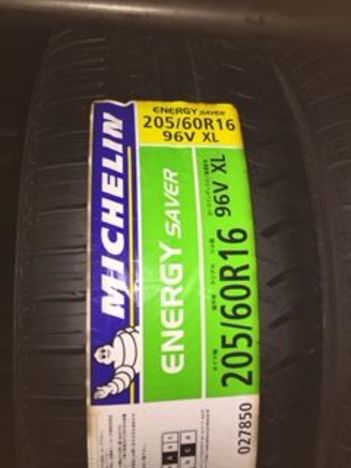 ENERGY SAVER
205/60R16
96V XL
MICHELIN
ENERGY SAVER
205/60R16 96V XL
027850